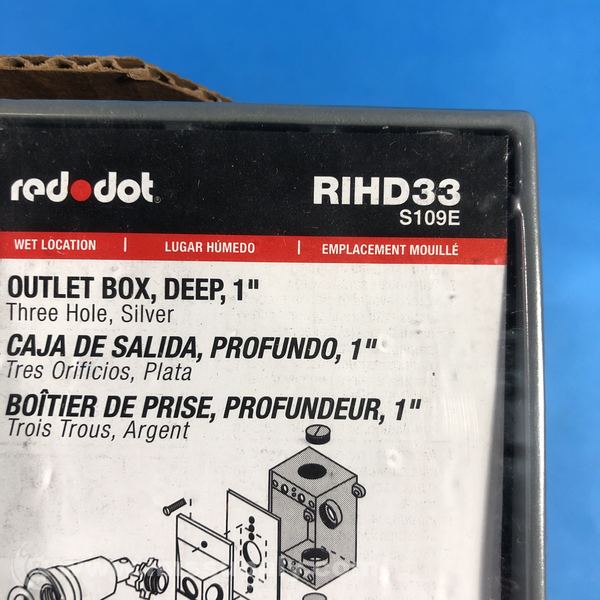 red dot
RIHD33
S109E
WET LOCATION | LUGAR HÚMEDO | EMPLACEMENT MOUILLÉ
OUTLET BOX, DEEP, 1"
Three Hole, Silver
CAJA DE SALIDA, PROFUNDO, 1"
Tres Orificios, Plata
BOÎTIER DE PRISE, PROFUNDEUR, 1"
Trois Trous, Argent